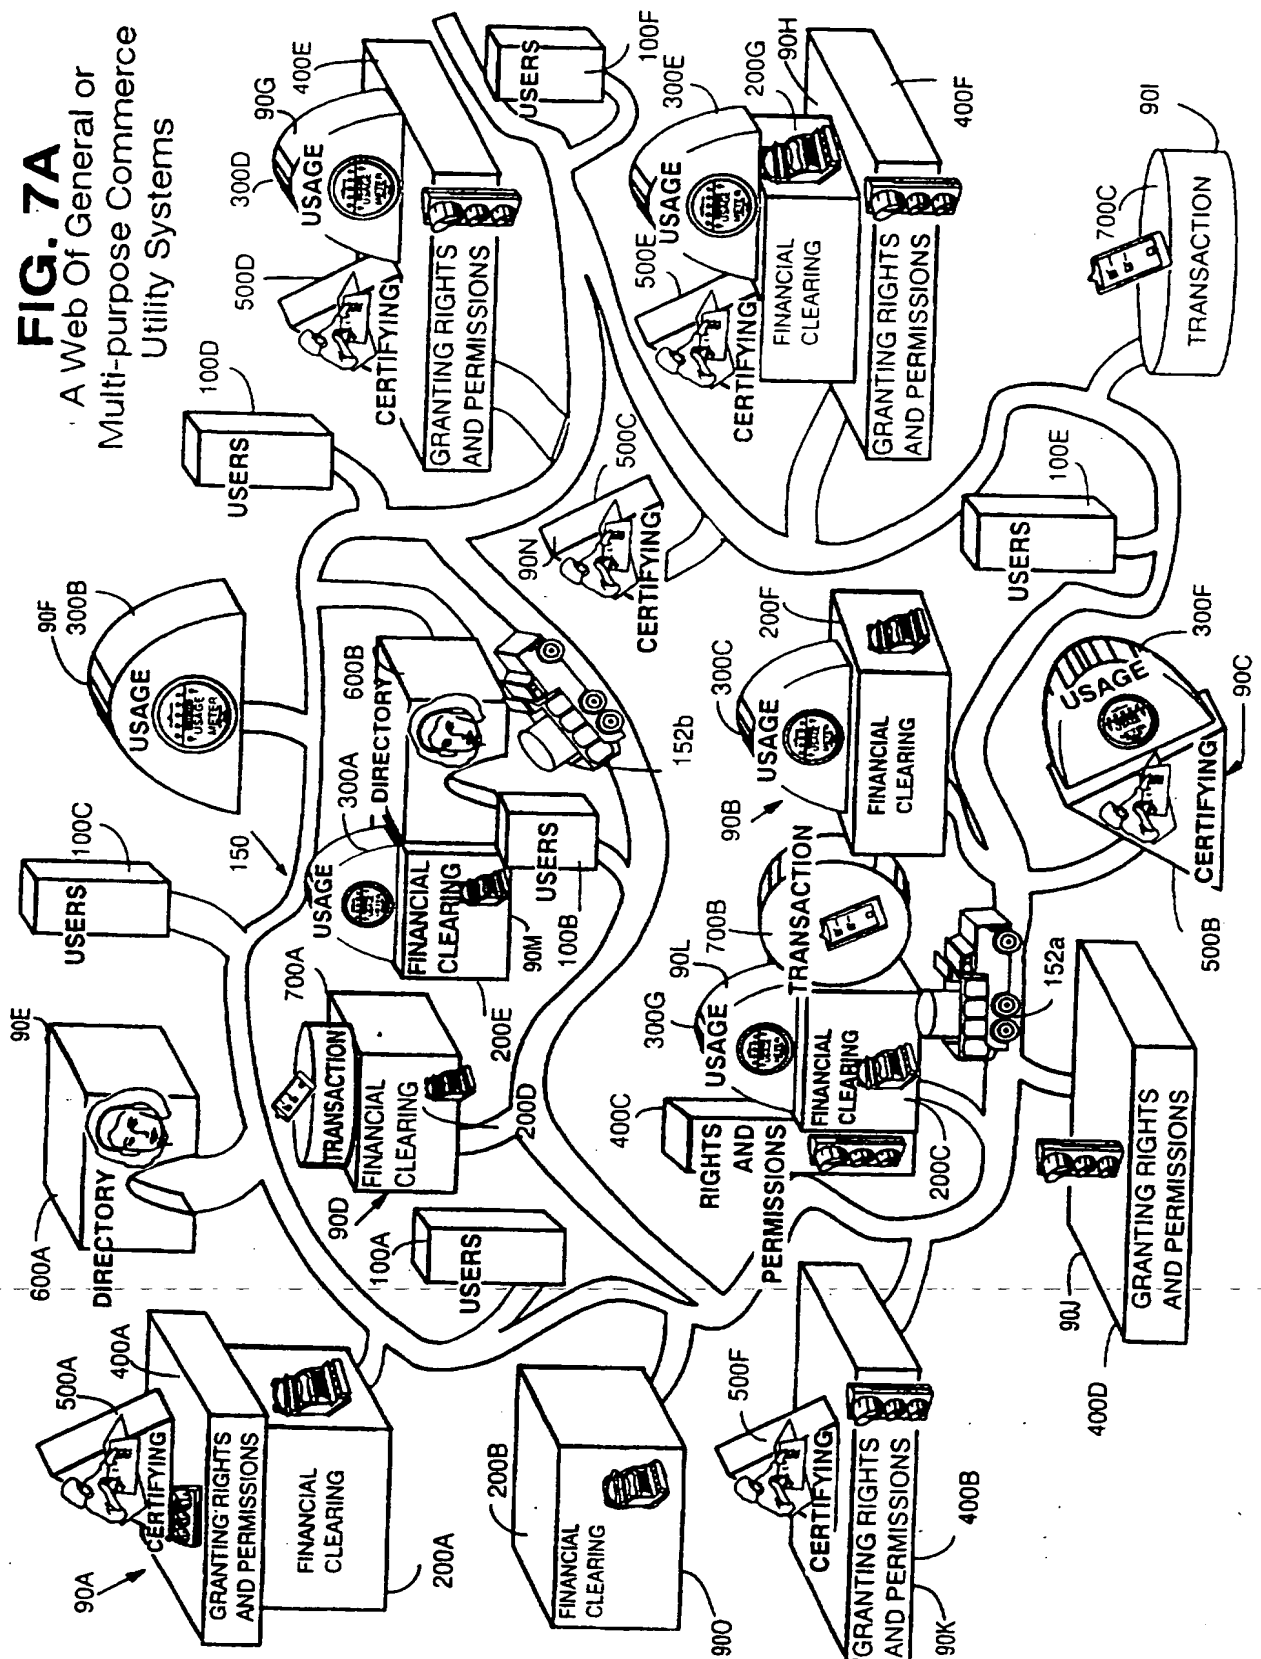 FIG. 7A
A Web Of General or
Multi-purpose Commerce
Utility Systems
90A
500A
400A
CERTIFYING
GRANTING RIGHTS
AND PERMISSIONS
FINANCIAL
CLEARING
200A
600A
90E
DIRECTORY
100C
USERS
150
90F
300B
USAGE
USAGE
METER
100D
USERS
500D
300D
90G
400E
USAGE
CERTIFYING
GRANTING RIGHTS
AND PERMISSIONS
USERS
100F
90D
700A
TRANSACTION
FINANCIAL
CLEARING
200D
100A
USERS
300A
USAGE
FINANCIAL
CLEARING
200E
90M
600B
DIRECTORY
USERS
100B
152b
90N
500C
CERTIFYING
500E
300E
200G
90H
USAGE
CERTIFYING
FINANCIAL
CLEARING
GRANTING RIGHTS
AND PERMISSIONS
400F
200B
FINANCIAL
CLEARING
90O
400C
RIGHTS
AND
PERMISSIONS
300G
90L
700B
USAGE
TRANSACTION
FINANCIAL
CLEARING
200C
90B
300C
200F
USAGE
FINANCIAL
CLEARING
152a
USERS
100E
700C
90I
TRANSACTION
500F
CERTIFYING
GRANTING RIGHTS
AND PERMISSIONS
90K
400B
90J
400D
GRANTING RIGHTS
AND PERMISSIONS
500B
CERTIFYING
USAGE
300F
90C